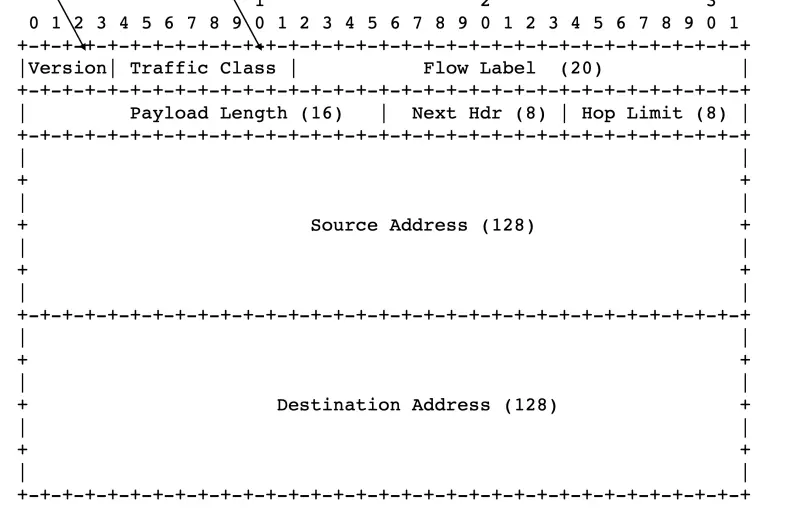 1 2 3
0 1 2 3 4 5 6 7 8 9 0 1 2 3 4 5 6 7 8 9 0 1 2 3 4 5 6 7 8 9 0 1
+-+-+-+-+-+-+-+-+-+-+-+-+-+-+-+-+-+-+-+-+-+-+-+-+-+-+-+-+-+-+-+-+
|Version| Traffic Class | Flow Label (20) |
+-+-+-+-+-+-+-+-+-+-+-+-+-+-+-+-+-+-+-+-+-+-+-+-+-+-+-+-+-+-+-+-+
| Payload Length (16) | Next Hdr (8) | Hop Limit (8) |
+-+-+-+-+-+-+-+-+-+-+-+-+-+-+-+-+-+-+-+-+-+-+-+-+-+-+-+-+-+-+-+-+
| |
+ +
| |
+ Source Address (128) +
| |
+ +
| |
+-+-+-+-+-+-+-+-+-+-+-+-+-+-+-+-+-+-+-+-+-+-+-+-+-+-+-+-+-+-+-+-+
| |
+ +
| |
+ Destination Address (128) +
| |
+ +
| |
+-+-+-+-+-+-+-+-+-+-+-+-+-+-+-+-+-+-+-+-+-+-+-+-+-+-+-+-+-+-+-+-+